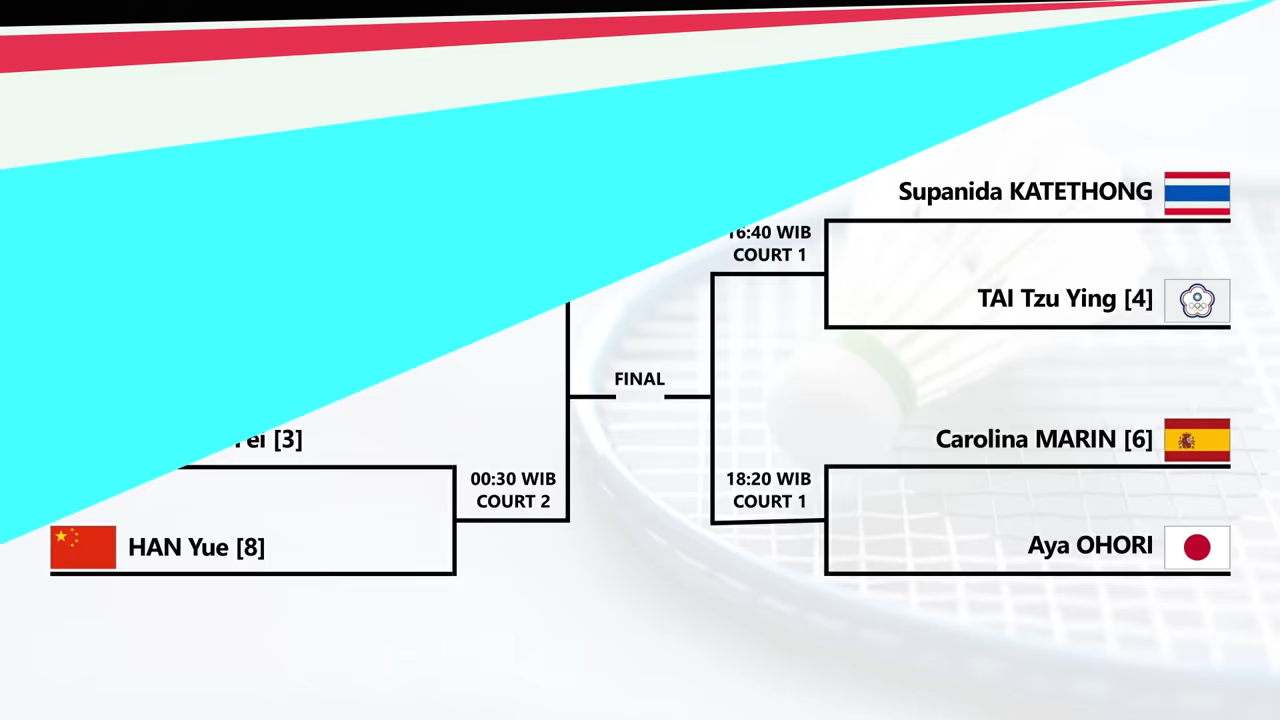 Supanida KATETHONG
16:40 WIB
COURT 1
TAI Tzu Ying [4]
FINAL
[3]
Carolina MARIN [6]
00:30 WIB
COURT 2
18:20 WIB
COURT 1
HAN Yue [8]
Aya OHORI